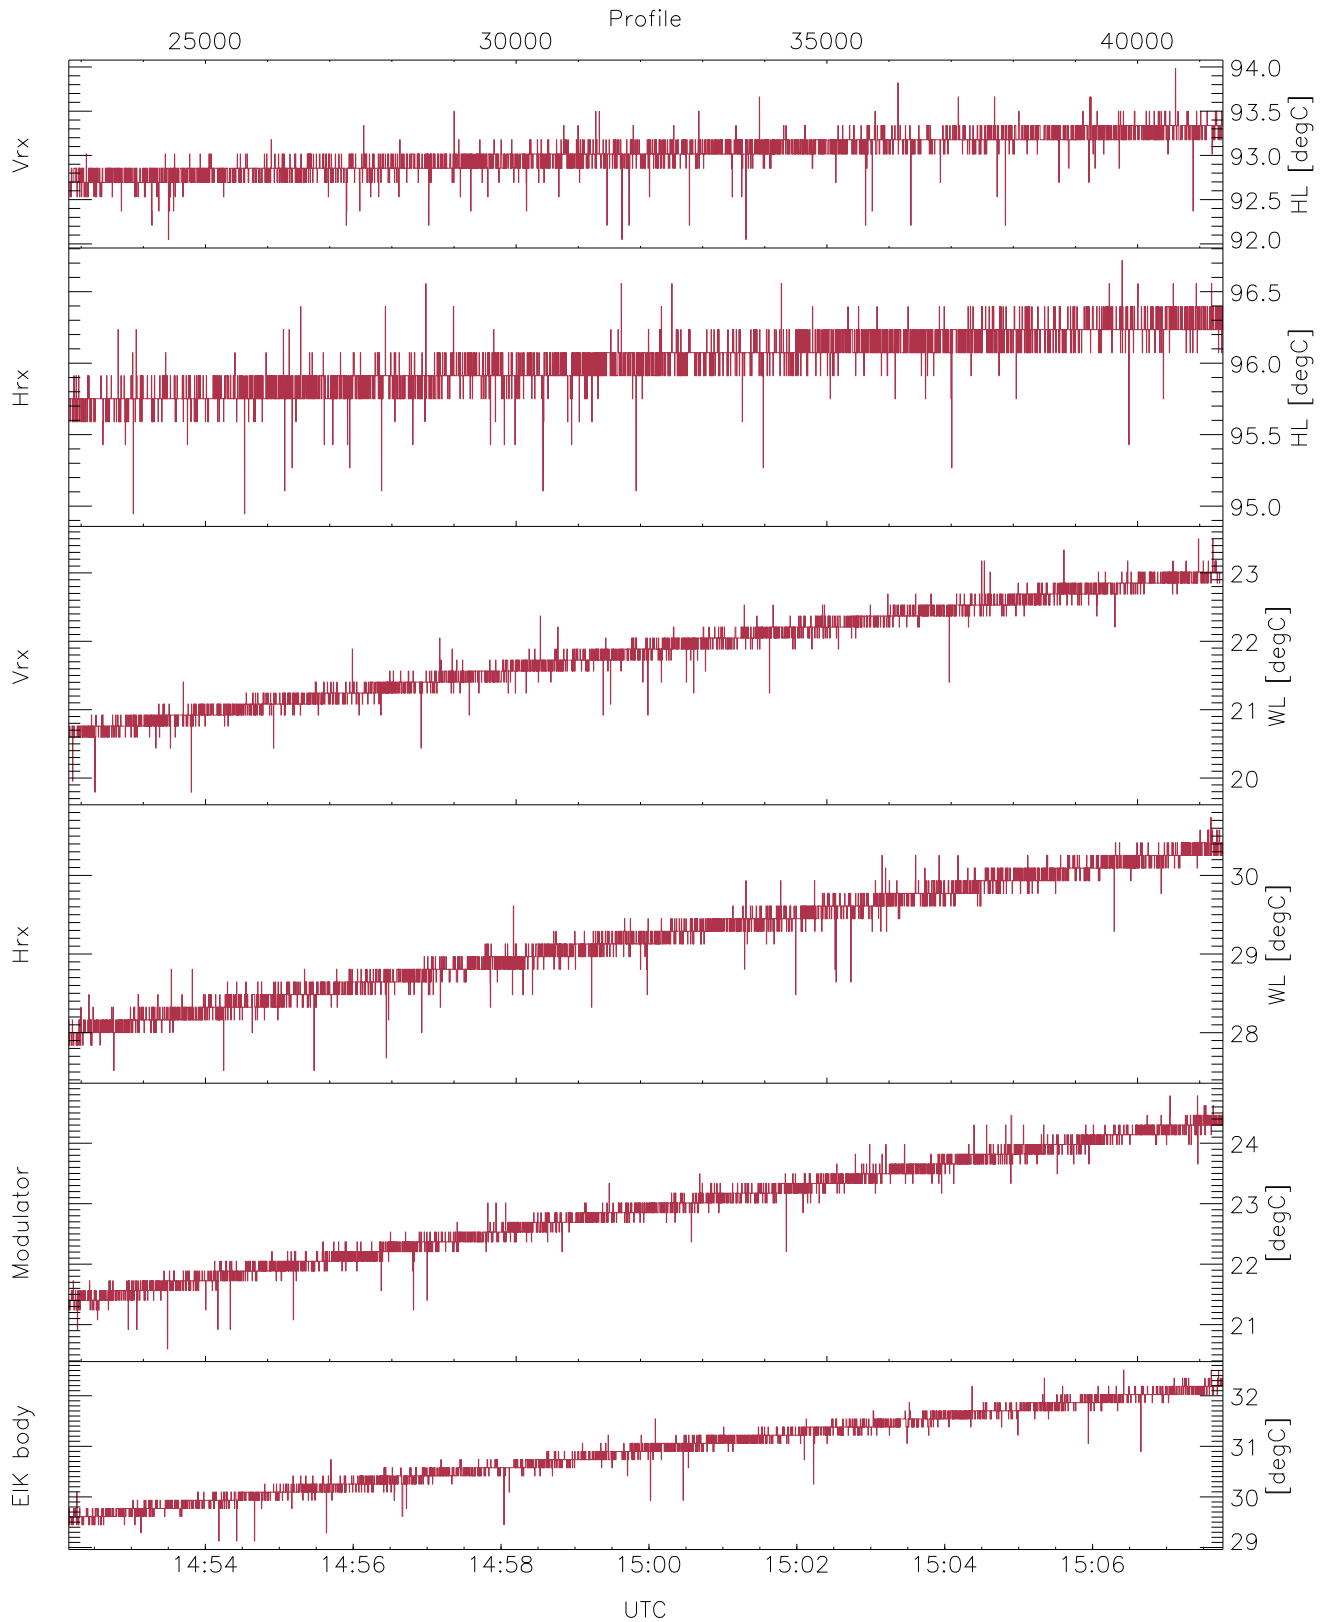 Profile
25000 30000 35000 40000
Vrx
94.0
93.5
93.0
92.5
92.0
HL [degC]
Hrx
96.5
96.0
95.5
95.0
HL [degC]
Vrx
23
22
21
20
WL [degC]
Hrx
30
29
28
WL [degC]
Modulator
24
23
22
21
[degC]
EIK body
32
31
30
29
[degC]
14:54 14:56 14:58 15:00 15:02 15:04 15:06
UTC